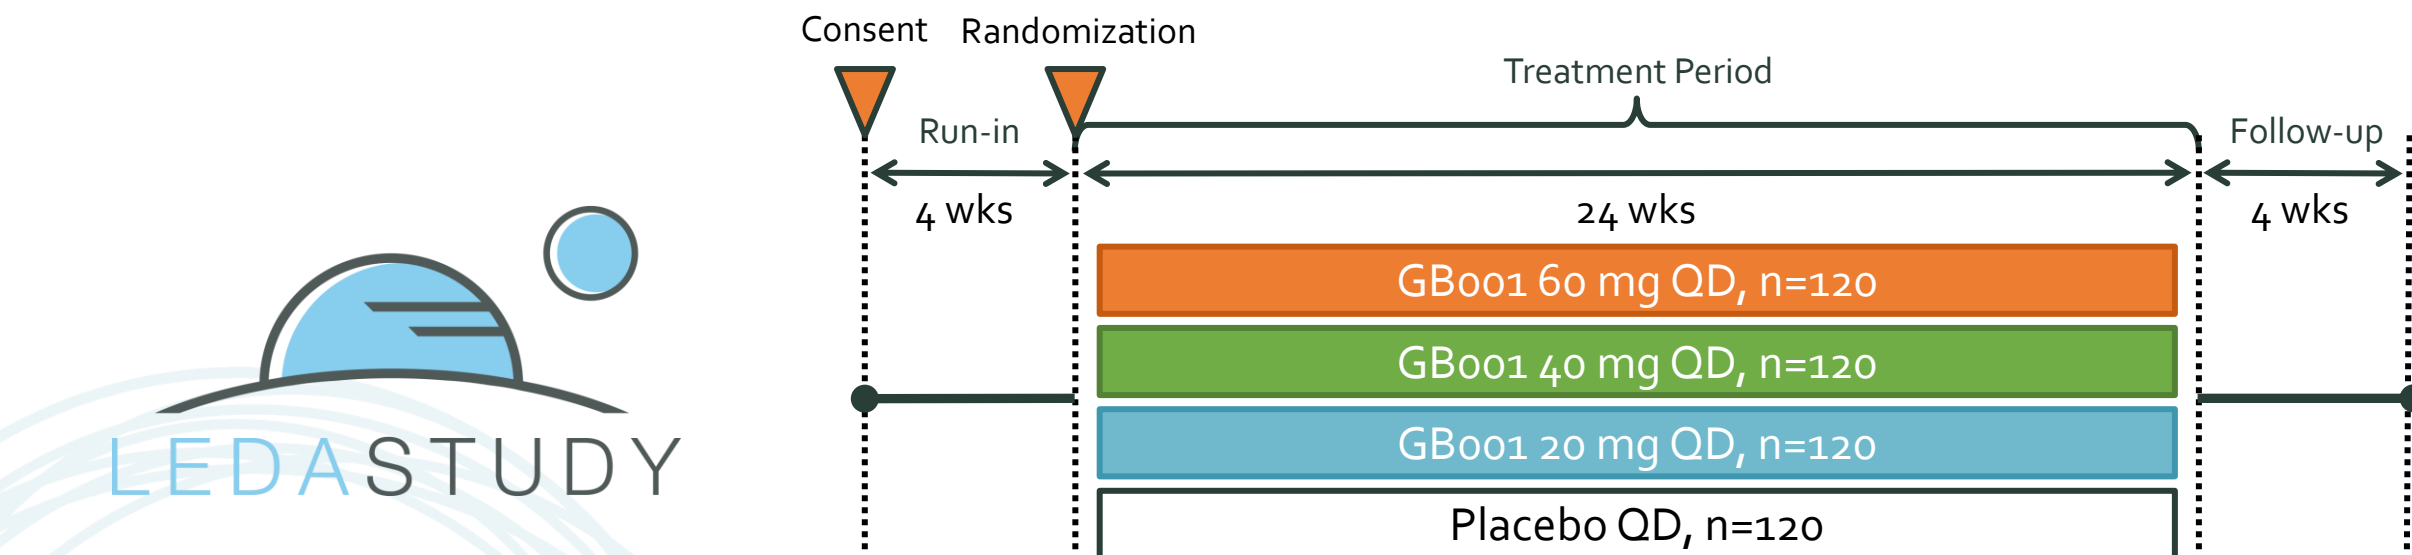 Consent Randomization
Treatment Period
Run-in
Follow-up
4 wks
24 wks
4 wks
GB001 60 mg QD, n=120
GB001 40 mg QD, n=120
GB001 20 mg QD, n=120
Placebo QD, n=120
LEDASTUDY